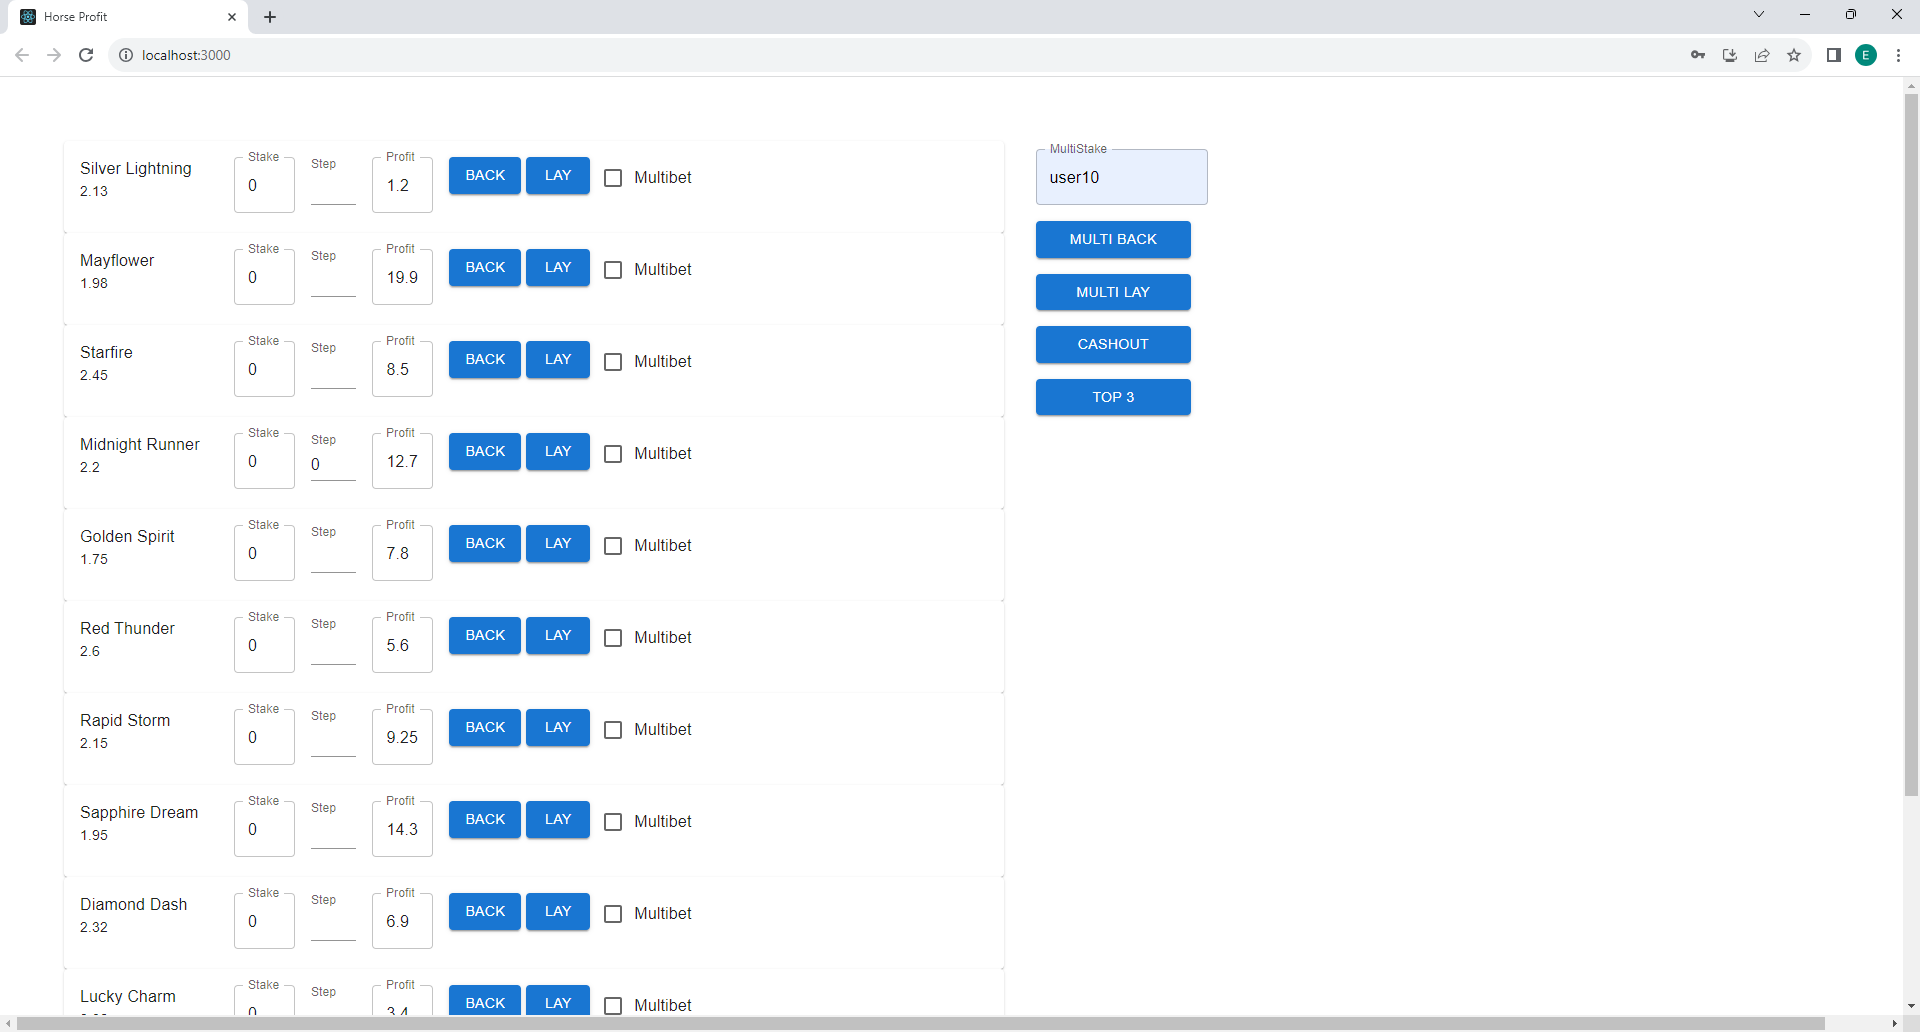 Horse Profit
localhost:3000
E
Silver Lightning
2.13
Stake
0
Step
Profit
1.2
BACK
LAY
Multibet
Mayflower
1.98
Stake
0
Step
Profit
19.9
BACK
LAY
Multibet
Starfire
2.45
Stake
0
Step
Profit
8.5
BACK
LAY
Multibet
Midnight Runner
2.2
Stake
0
Step
0
Profit
12.7
BACK
LAY
Multibet
Golden Spirit
1.75
Stake
0
Step
Profit
7.8
BACK
LAY
Multibet
Red Thunder
2.6
Stake
0
Step
Profit
5.6
BACK
LAY
Multibet
Rapid Storm
2.15
Stake
0
Step
Profit
9.25
BACK
LAY
Multibet
Sapphire Dream
1.95
Stake
0
Step
Profit
14.3
BACK
LAY
Multibet
Diamond Dash
2.32
Stake
0
Step
Profit
6.9
BACK
LAY
Multibet
Lucky Charm
Stake
0
Step
Profit
3.4
BACK
LAY
Multibet
MultiStake
user10
MULTI BACK
MULTI LAY
CASHOUT
TOP 3